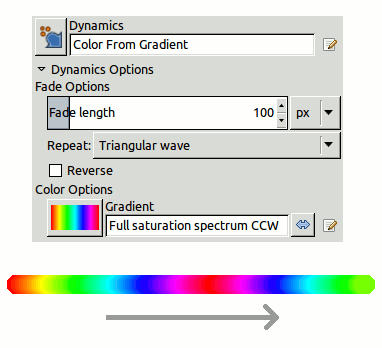 Dynamics
Color From Gradient
Dynamics Options
Fade Options
Fade length 100 px
Repeat: Triangular wave
Reverse
Color Options
Gradient
Full saturation spectrum CCW